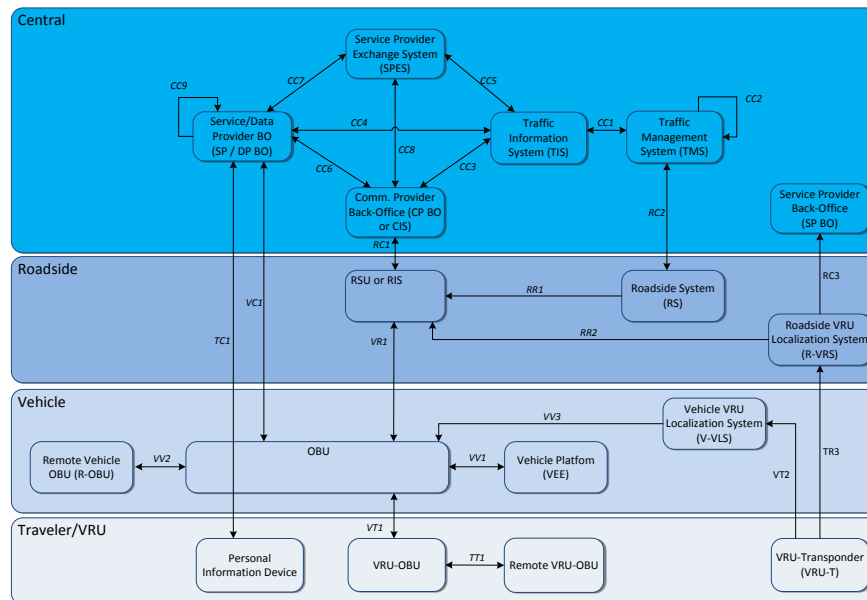 Central
Service Provider
Exchange System
(SPES)
CC9
CC7
CC5
Service/Data
Provider BO
(SP / DP BO)
CC4
Traffic
Information
System (TIS)
CC1
Traffic
Management
System (TMS)
CC2
CC6
CC8
CC3
Comm. Provider
Back-Office (CP BO
or CIS)
Service Provider
Back-Office
(SP BO)
RC1
RC2
Roadside
RSU or RIS
RR1
Roadside System
(RS)
RC3
VC1
TC1
VR1
RR2
Roadside VRU
Localization System
(R-VRS)
Vehicle
Vehicle VRU
Localization System
(V-VLS)
VV3
OBU
Remote Vehicle
OBU (R-OBU)
VV2
VV1
Vehicle Platfom
(VEE)
VT2
TR3
Traveler/VRU
VT1
Personal
Information Device
VRU-OBU
TT1
Remote VRU-OBU
VRU-Transponder
(VRU-T)